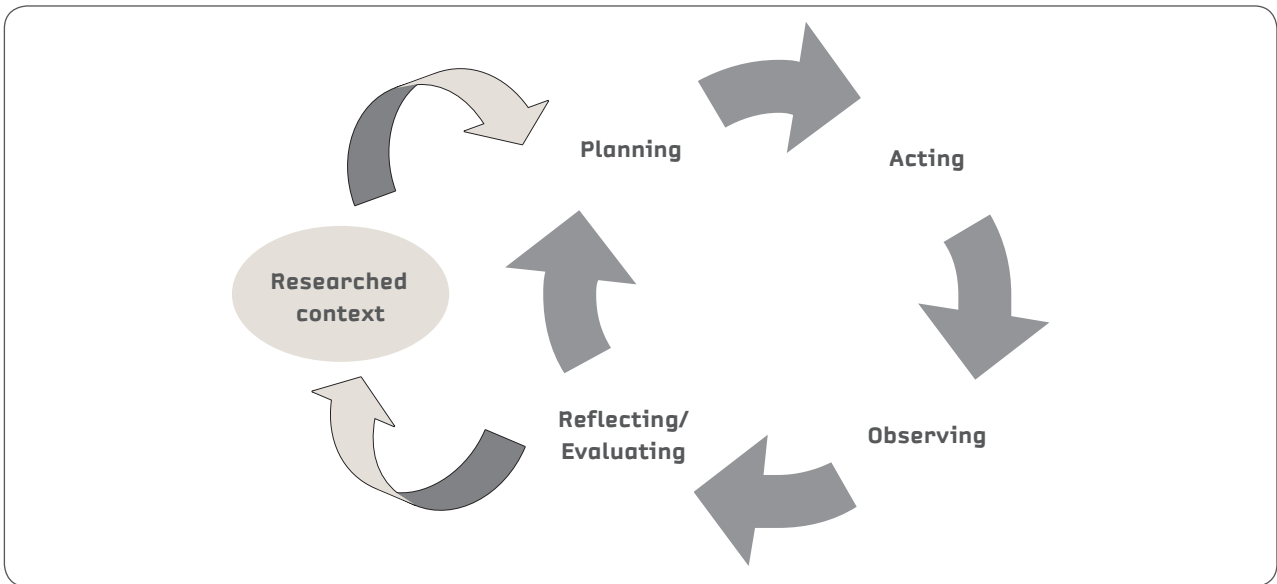 Planning
Acting
Researched
context
Reflecting/
Evaluating
Observing